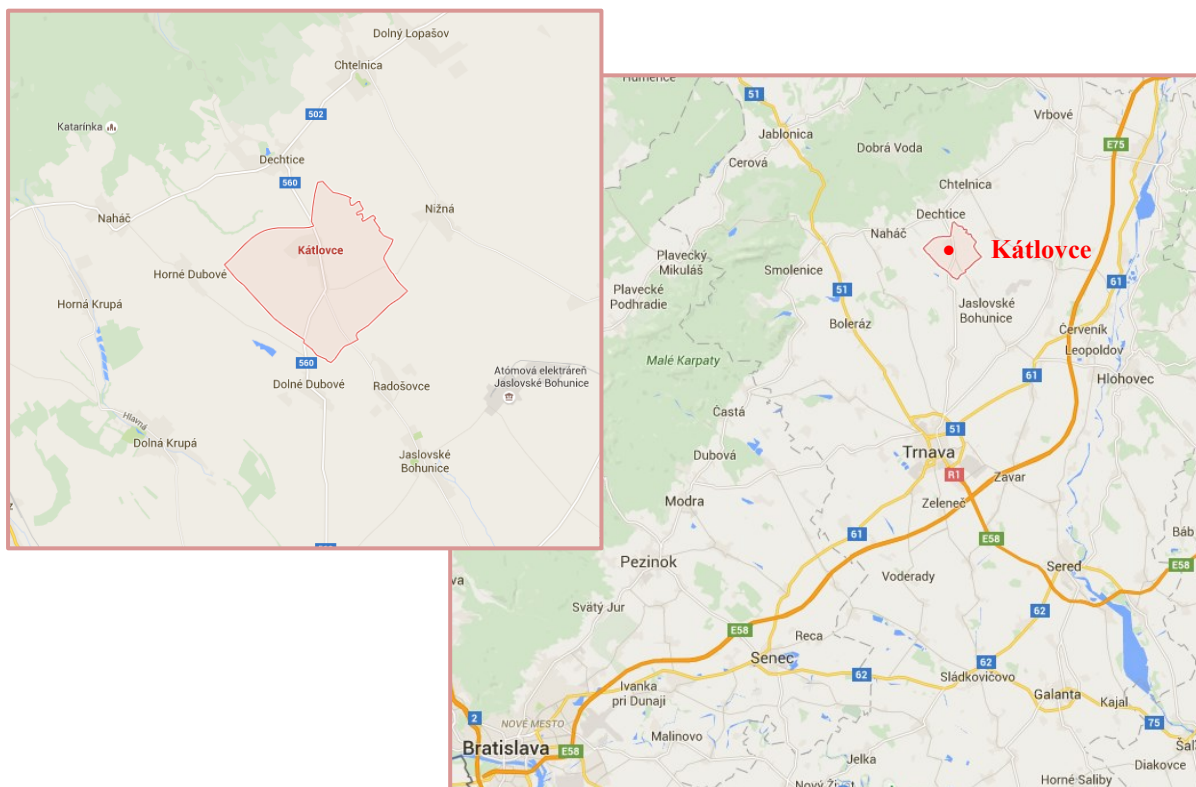 Dolný Lopašov
Chtelnica
502
Katarínka
Dechtice
560
Naháč
Nižná
Kátlovce
Horné Dubové
Horná Krupá
560
Dolné Dubové
Radošovce
Atómová elektráreň
Jaslovské Bohunice
Hlavná
Dolná Krupá
Jaslovské
Bohunice
51
Jablonica
Vrbové
E75
Cerová
Dobrá Voda
Chtelnica
Dechtice
Naháč
Kátlovce
Plavecký
Mikuláš
Smolenice
Plavecké
Podhradie
51
61
Jaslovské
Bohunice
Boleráz
Červeník
Leopoldov
Malé Karpaty
61
Hlohovec
Častá
51
Dubová
Trnava
R1
Zavar
Modra
Zeleneč
61
E58
Báb
Pezinok
Voderady
Sereď
E58
Svätý Jur
62
E58
Reca
Senec
62
62
Sládkovičovo
Ivanka
pri Dunaji
Galanta
Kajal
2
NOVÉ MESTO
75
Bratislava
E58
Malinovo
Jelka
Diakovce
Horné Saliby